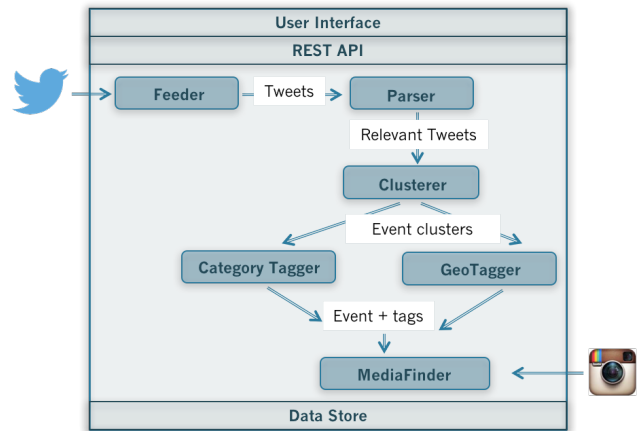 User Interface
REST API
Feeder
Tweets
Parser
Relevant Tweets
Clusterer
Event clusters
Category Tagger
GeoTagger
Event + tags
MediaFinder
Data Store